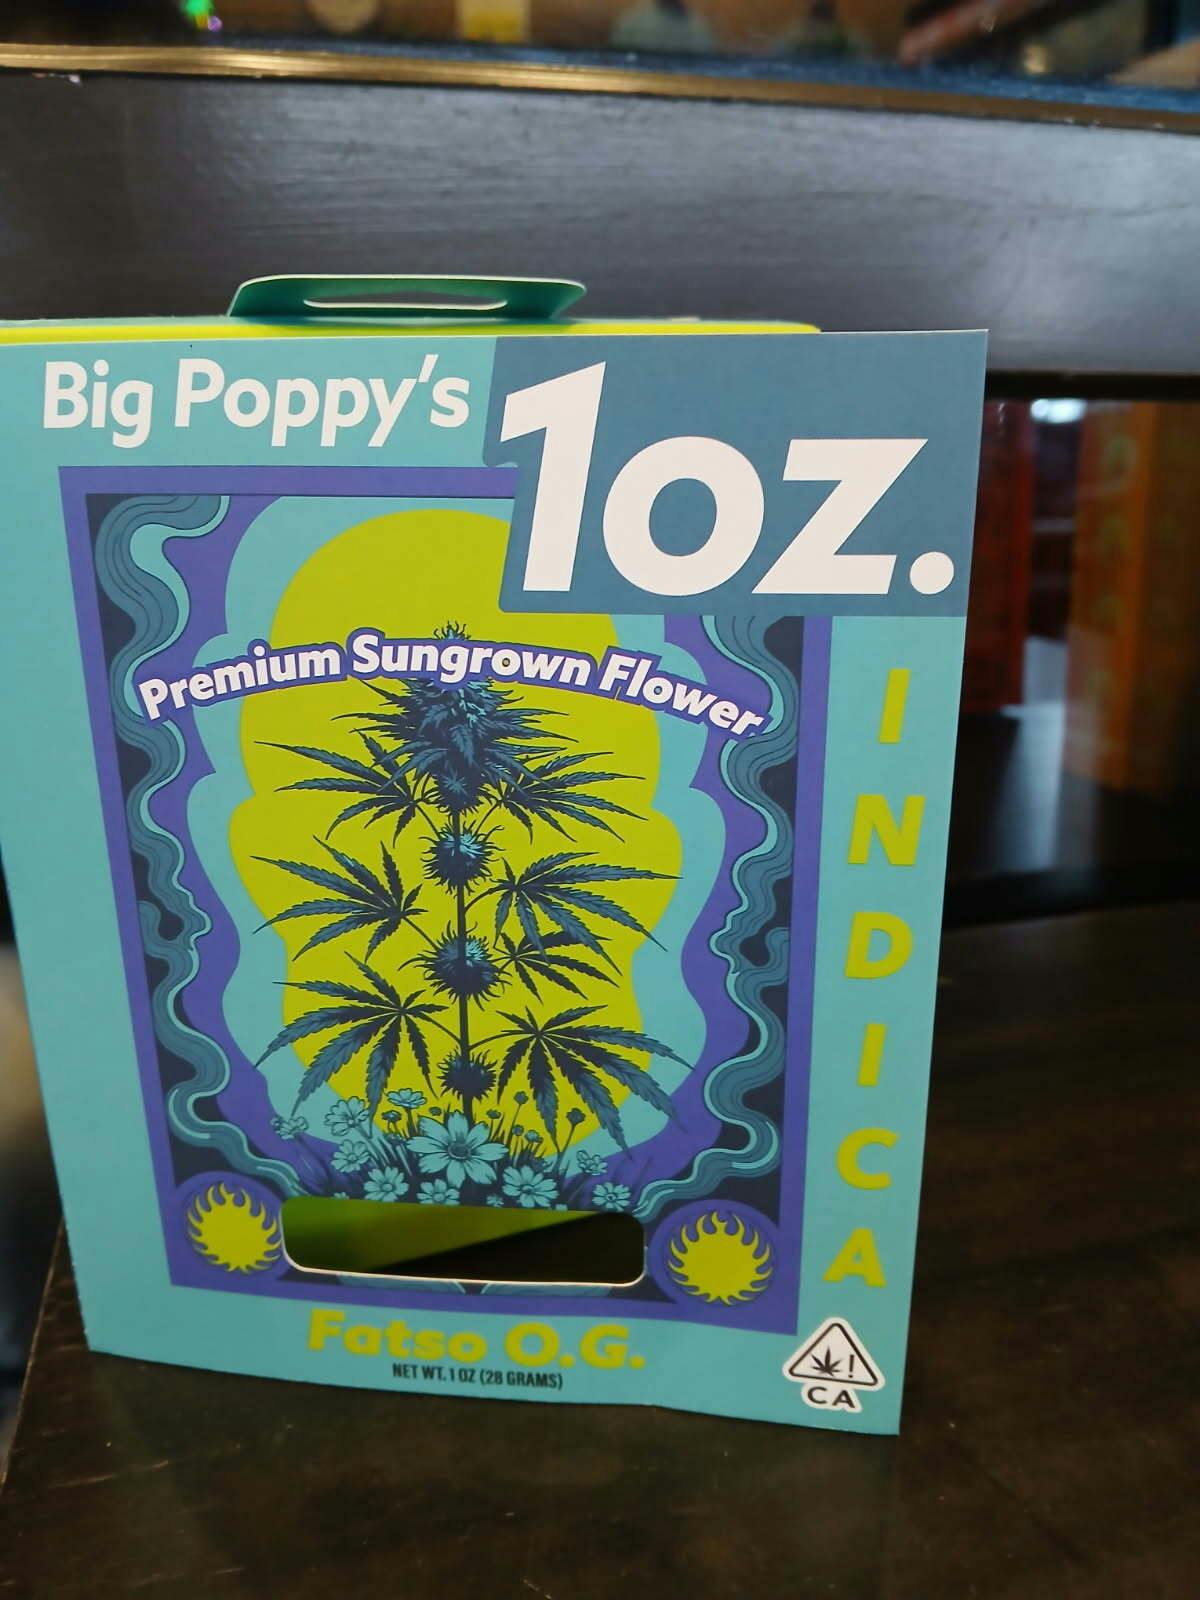 Big Poppy's
1oz.
Premium Sungrown Flower
INDICA
Fatso O.G.
NET WT. 1 OZ (28 GRAMS)
!
CA